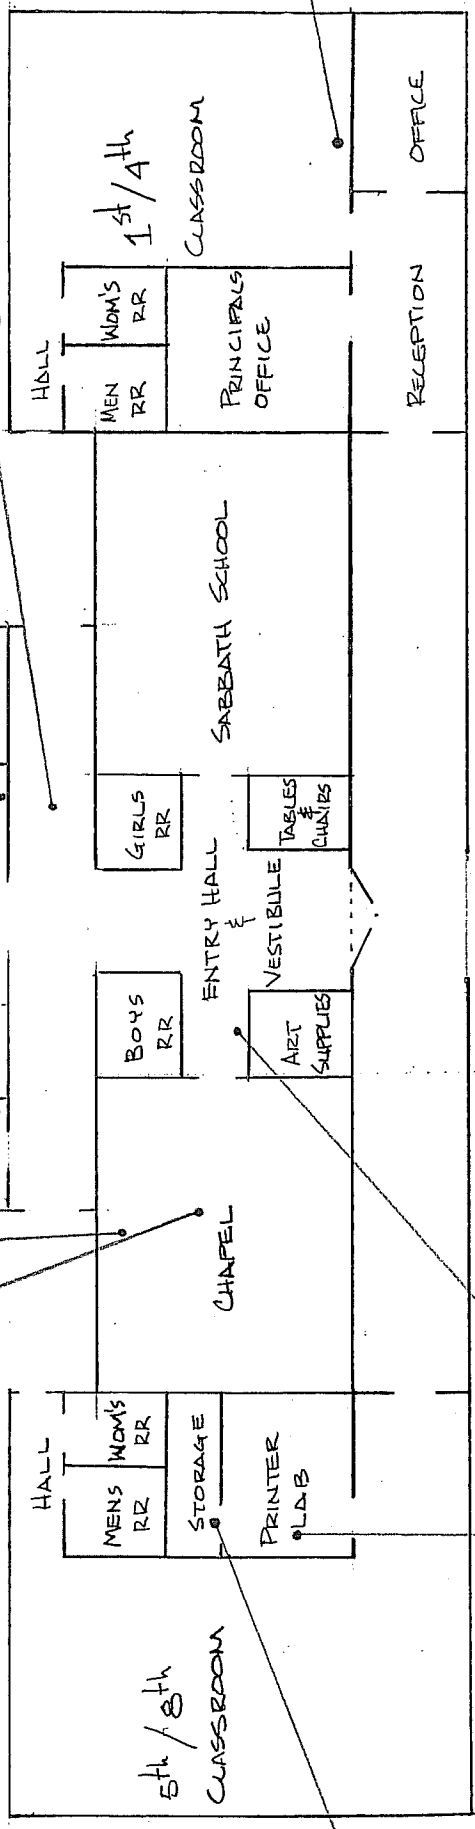 5th / 8th
CLASSROOM
HALL
MENS
RR
WOM'S
RR
STORAGE
PRINTER
LAB
CHAPEL
BOYS
RR
GIRLS
RR
ENTRY HALL
&
VESTIBULE
ART
SUPPLIES
TABLES
&
CHAIRS
SABBATH SCHOOL
HALL
MEN
RR
WOM'S
RR
PRINCIPALS
OFFICE
1st / 4th
CLASSROOM
RECEPTION
OFFICE